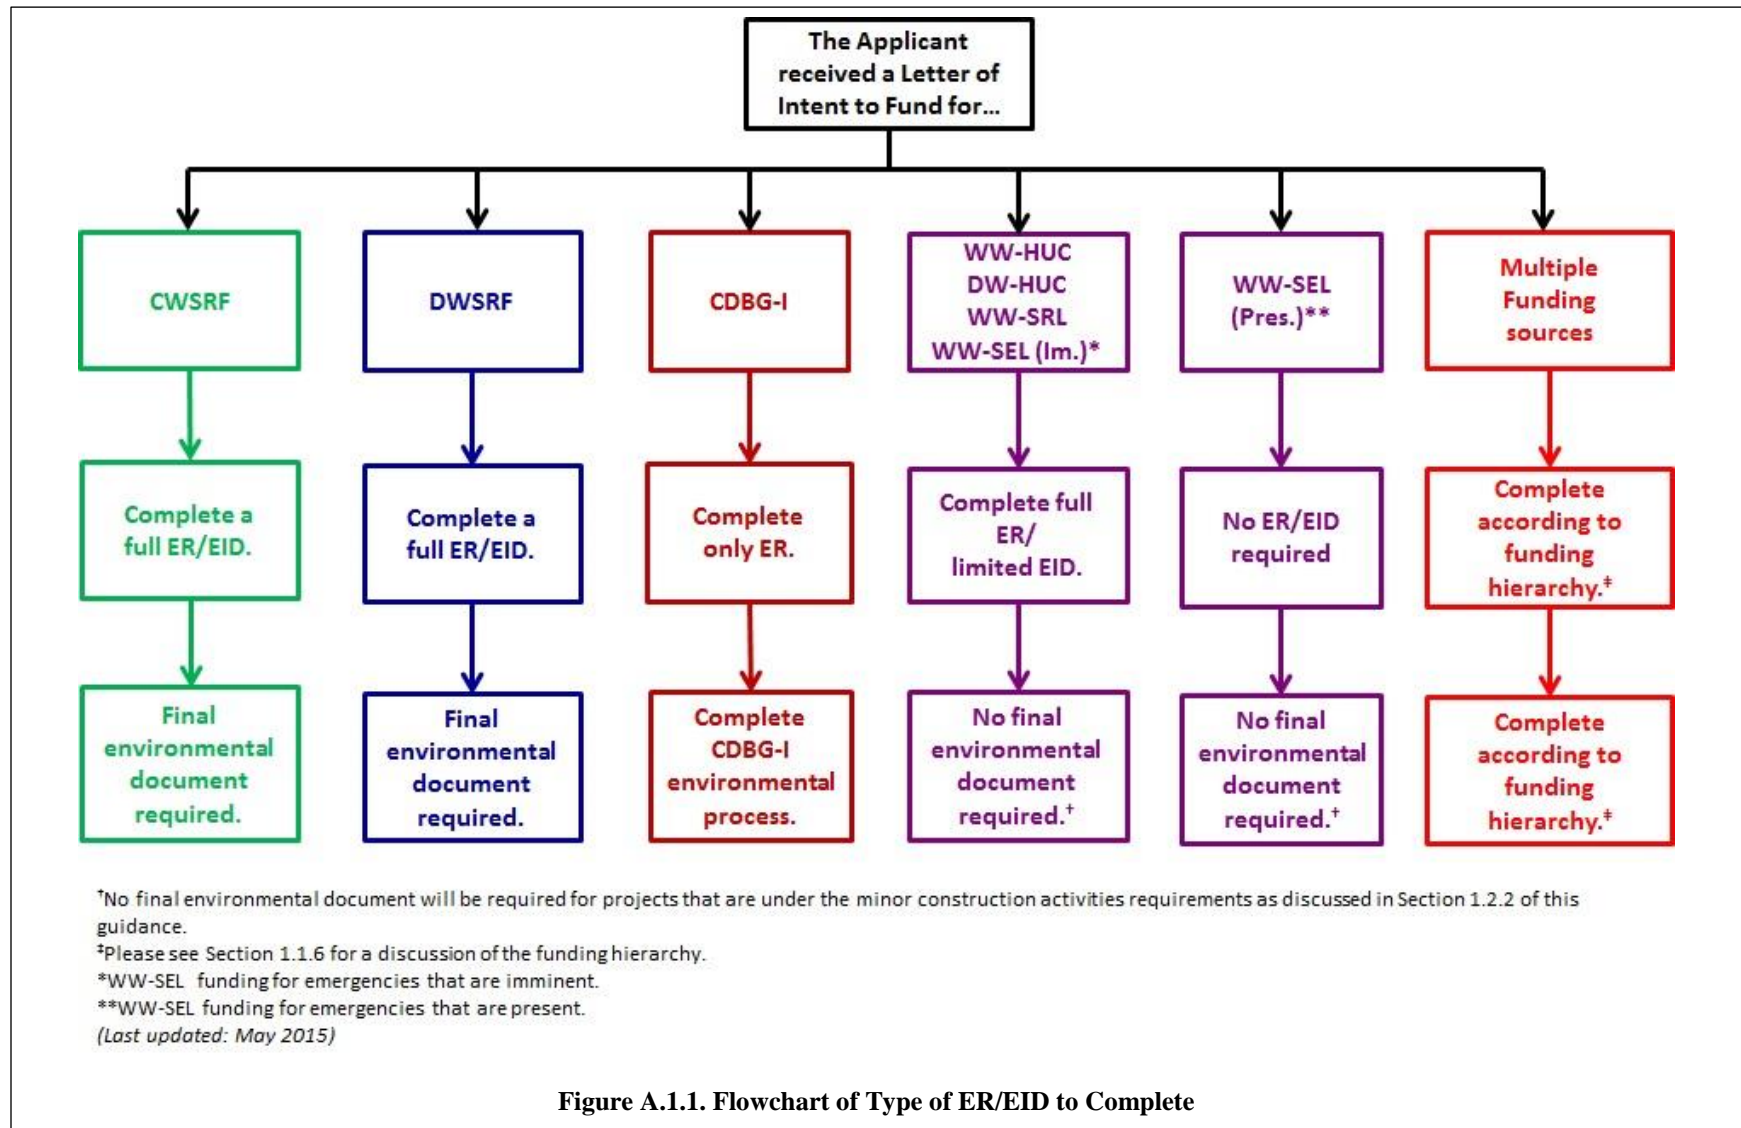 The Applicant
received a Letter of
Intent to Fund for...
CWSRF
DWSRF
CDBG-I
WW-HUC
DW-HUC
WW-SRL
WW-SEL (Im.)*
WW-SEL
(Pres.)**
Multiple
Funding
sources
Complete a
full ER/EID.
Complete a
full ER/EID.
Complete
only ER.
Complete full
ER/
limited EID.
No ER/EID
required
Complete
according to
funding
hierarchy.‡
Final
environmental
document
required.
Final
environmental
document
required.
Complete
CDBG-I
environmental
process.
No final
environmental
document
required.†
No final
environmental
document
required.†
Complete
according to
funding
hierarchy.‡
†No final environmental document will be required for projects that are under the minor construction activities requirements as discussed in Section 1.2.2 of this
guidance.
‡Please see Section 1.1.6 for a discussion of the funding hierarchy.
*WW-SEL funding for emergencies that are imminent.
**WW-SEL funding for emergencies that are present.
(Last updated: May 2015)
Figure A.1.1. Flowchart of Type of ER/EID to Complete